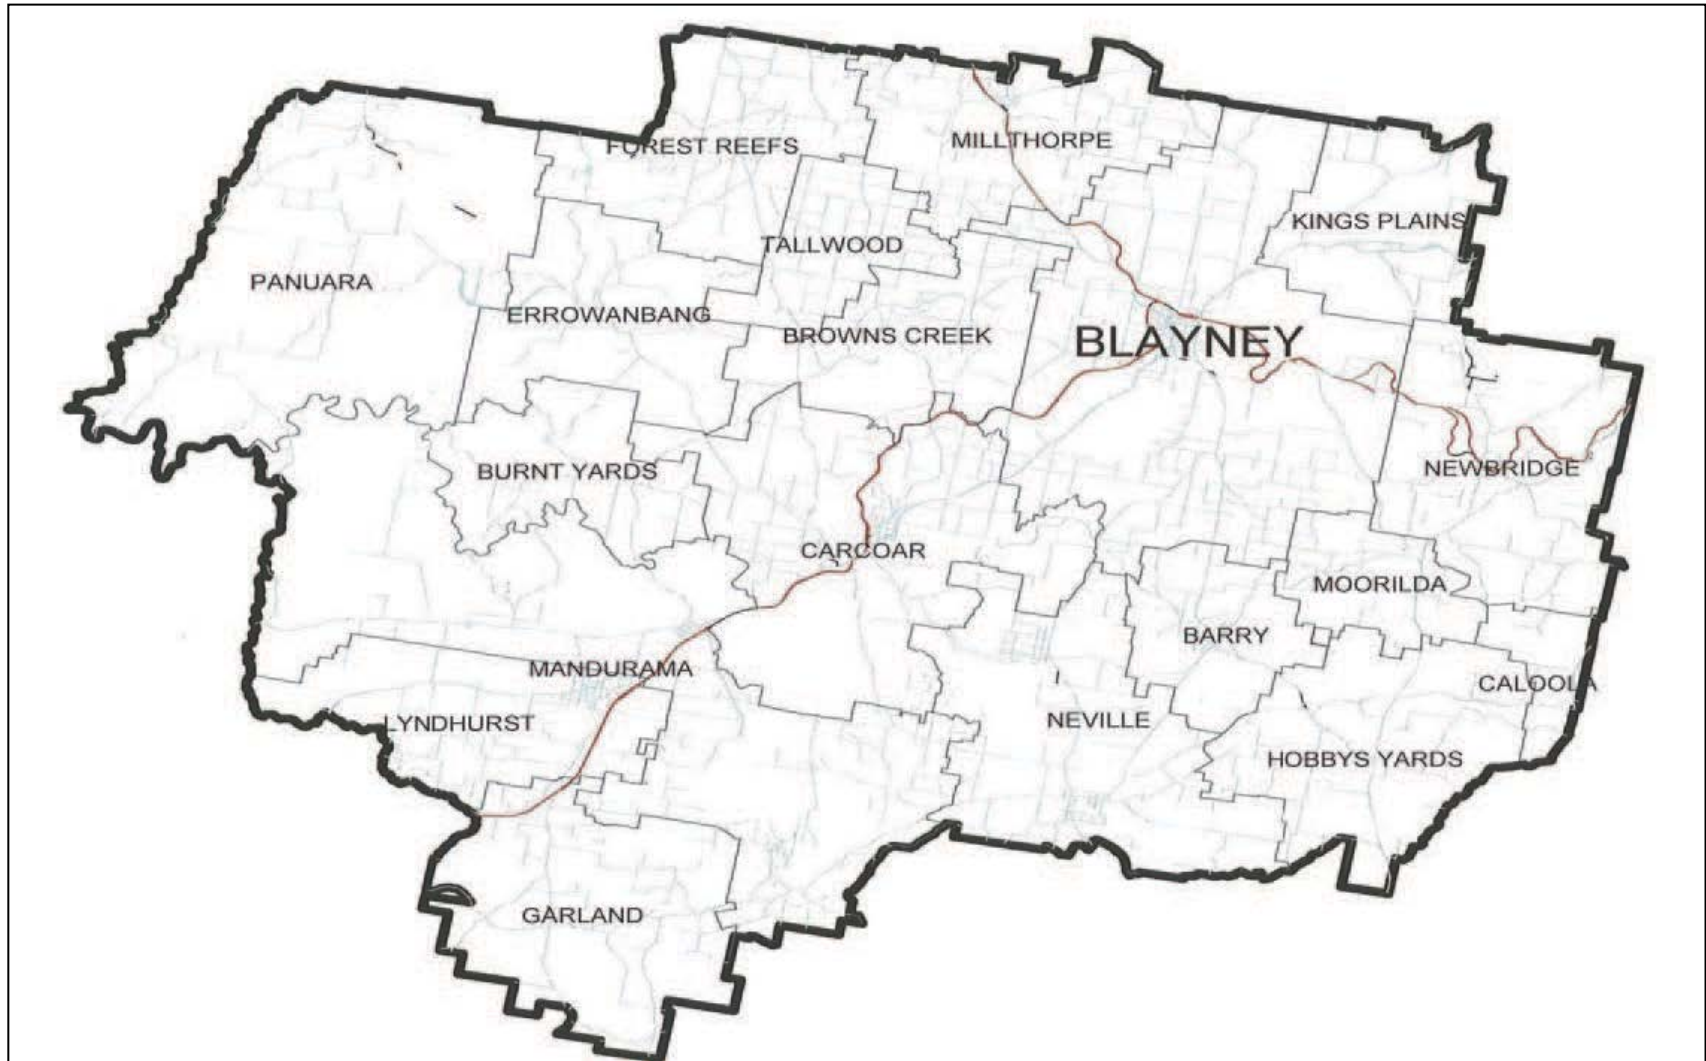 FOREST REEFS
MILLTHORPE
KINGS PLAINS
TALLWOOD
PANUARA
ERROWANBANG
BROWNS CREEK
BLAYNEY
BURNT YARDS
NEWBRIDGE
CARCOAR
MOORILDA
BARRY
MANDURAMA
CALOOLA
LYNDHURST
NEVILLE
HOBBYS YARDS
GARLAND